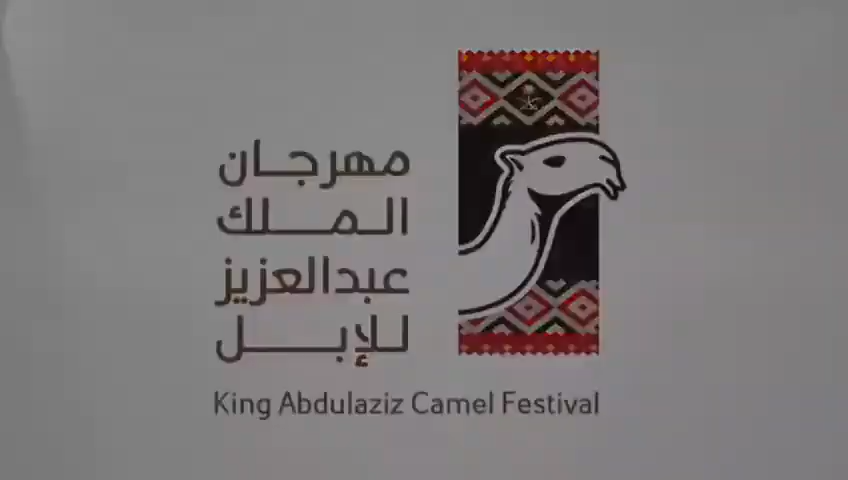 مهرجان
الملك
عبدالعزيز
للإبل
King Abdulaziz Camel Festival